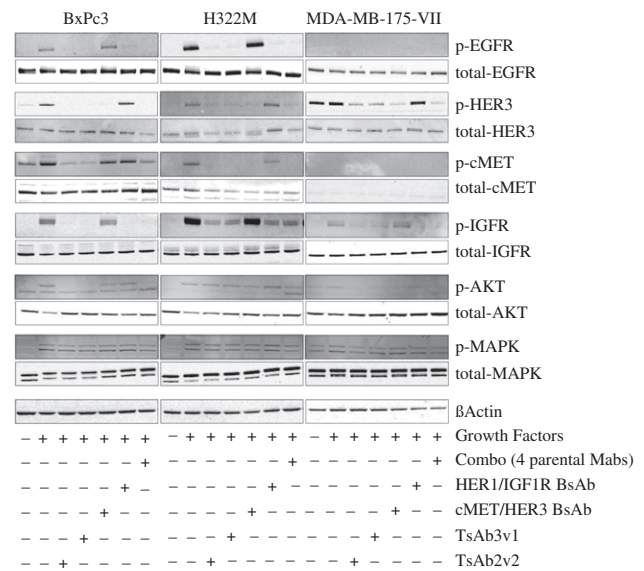 BxPc3 H322M MDA-MB-175-VII
p-EGFR
total-EGFR
p-HER3
total-HER3
p-cMET
total-cMET
p-IGFR
total-IGFR
p-AKT
total-AKT
p-MAPK
total-MAPK
ßActin
– + + + + + + – + + + + + + – + + + + + + Growth Factors
– – – – – – + – – – – – – + – – – – – – + Combo (4 parental Mabs)
– – – – – + – – – – – – + – – – – – – + – HER1/IGF1R BsAb
– – – – + – – – – – – + – – – – – – + – – cMET/HER3 BsAb
– – – + – – – – – – + – – – – – – + – – – TsAb3v1
– – + – – – – – – + – – – – – – + – – – – TsAb2v2